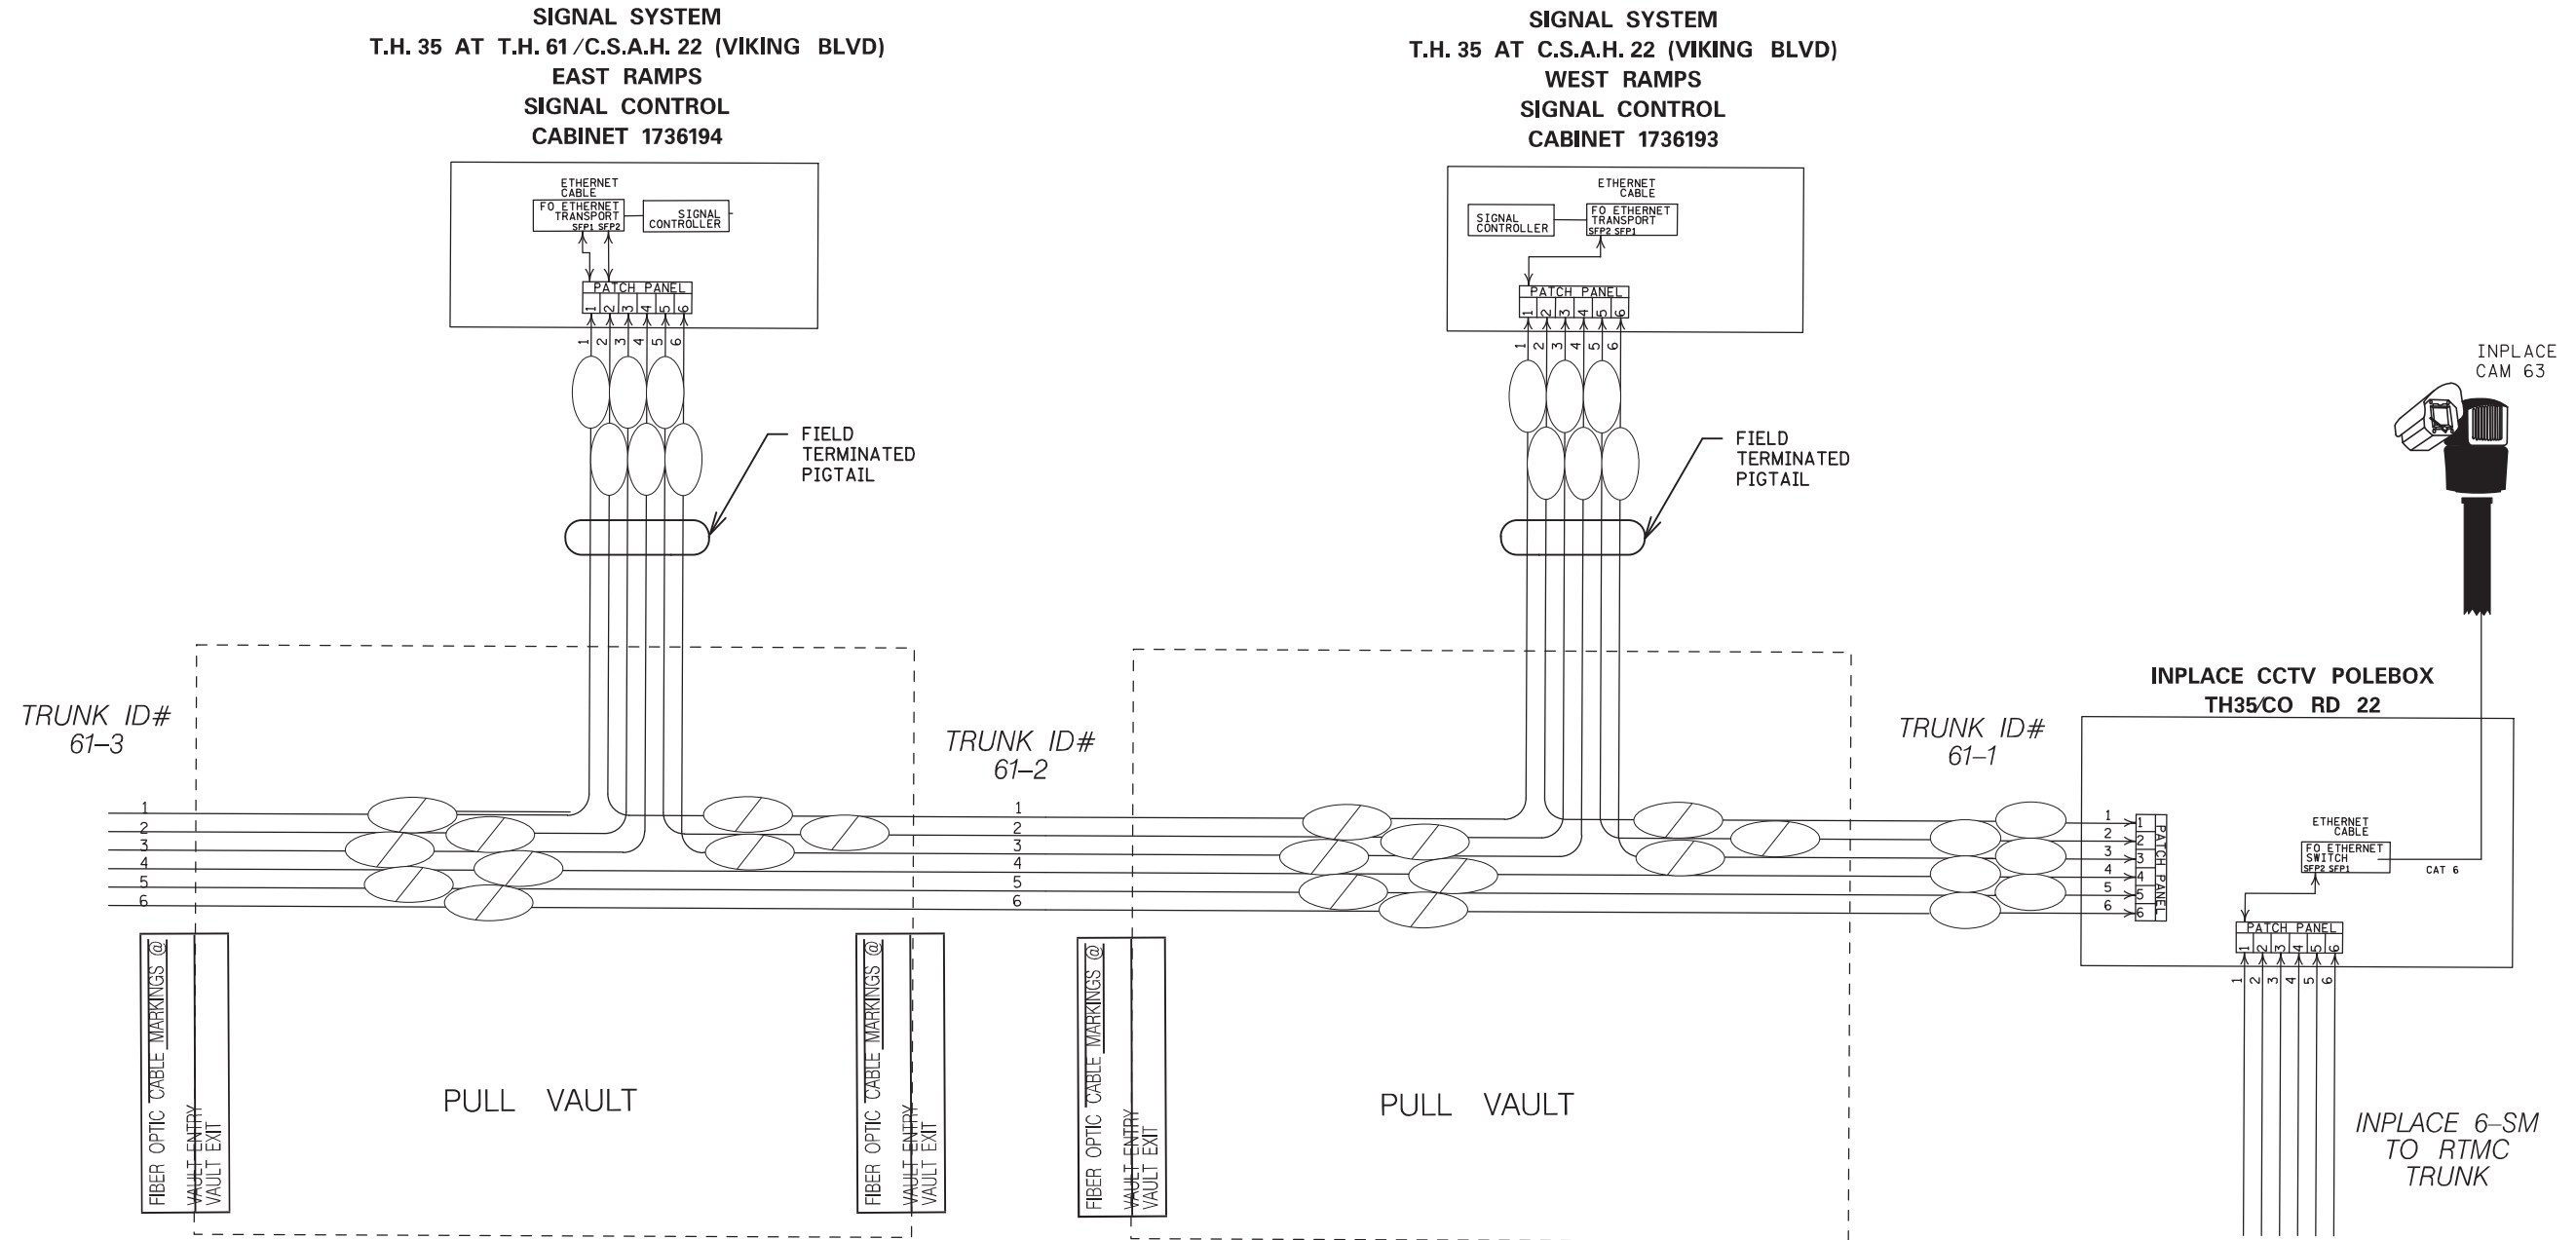 SIGNAL SYSTEM
T.H. 35 AT T.H. 61/C.S.A.H. 22 (VIKING BLVD)
EAST RAMPS
SIGNAL CONTROL
CABINET 1736194
ETHERNET
CABLE
FO ETHERNET
TRANSPORT
SFP1 SFP2
SIGNAL
CONTROLLER
PATCH PANEL
1 2 3 4 5 6
1 2 3 4 5 6
FIELD
TERMINATED
PIGTAIL
SIGNAL SYSTEM
T.H. 35 AT C.S.A.H. 22 (VIKING BLVD)
WEST RAMPS
SIGNAL CONTROL
CABINET 1736193
ETHERNET
CABLE
SIGNAL
CONTROLLER
FO ETHERNET
TRANSPORT
SFP2 SFP1
PATCH PANEL
1 2 3 4 5 6
1 2 3 4 5 6
FIELD
TERMINATED
PIGTAIL
INPLACE
CAM 63
TRUNK ID#
61-3
1
2
3
4
5
6
TRUNK ID#
61-2
1
2
3
4
5
6
TRUNK ID#
61-1
1
2
3
4
5
6
INPLACE CCTV POLEBOX
TH35/CO RD 22
1
2
3
4
5
6
PATCH PANEL
ETHERNET
CABLE
FO ETHERNET
SWITCH
SFP2 SFP1
CAT 6
PATCH PANEL
1 2 3 4 5 6
1 2 3 4 5 6
FIBER OPTIC CABLE MARKINGS @
VAULT ENTRY
VAULT EXIT
PULL VAULT
FIBER OPTIC CABLE MARKINGS @
VAULT ENTRY
VAULT EXIT
FIBER OPTIC CABLE MARKINGS @
VAULT ENTRY
VAULT EXIT
PULL VAULT
INPLACE 6-SM
TO RTMC
TRUNK